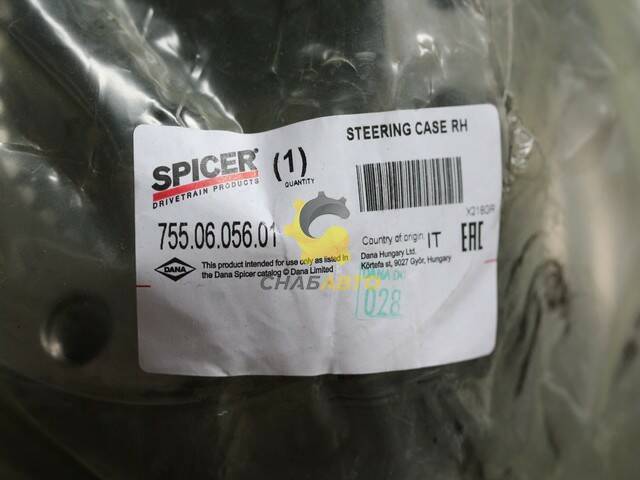 STEERING CASE RH
SPICER
DRIVETRAIN PRODUCTS
(1)
QUANTITY
X218GR
755.06.056.01
Country of origin IT
EAC
Dana Hungary Ltd.
Körtefa st, 9027 Győr, Hungary
DANA
This product intended for use only as listed in
the Dana Spicer catalog © Dana Limited
028
СНАБАВТО